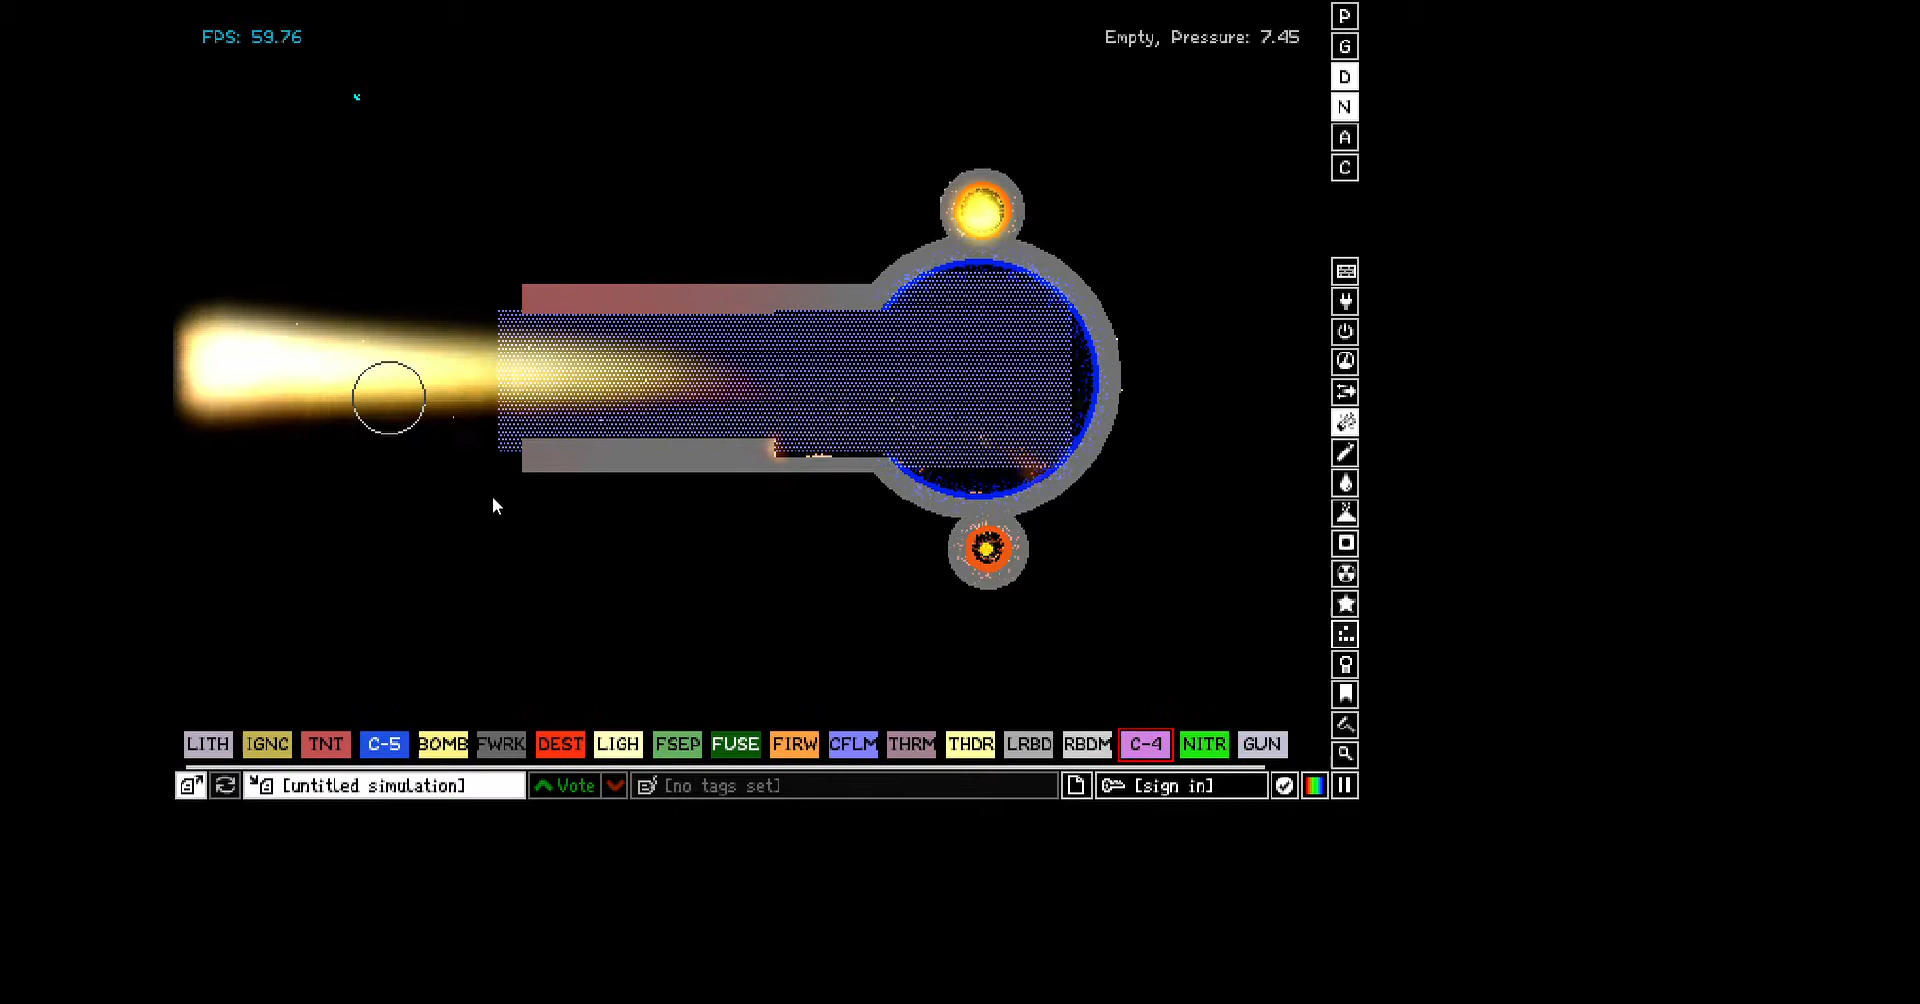 FPS: 59.76
Empty, Pressure: 7.45
P
G
D
N
A
C
LITH IGNC TNT C-5 BOMB FWRK DEST LIGH FSEP FUSE FIRW CFLM THRM THDR LRBD RBDM C-4 NITR GUN
[untitled simulation] Vote [no tags set] [sign in]